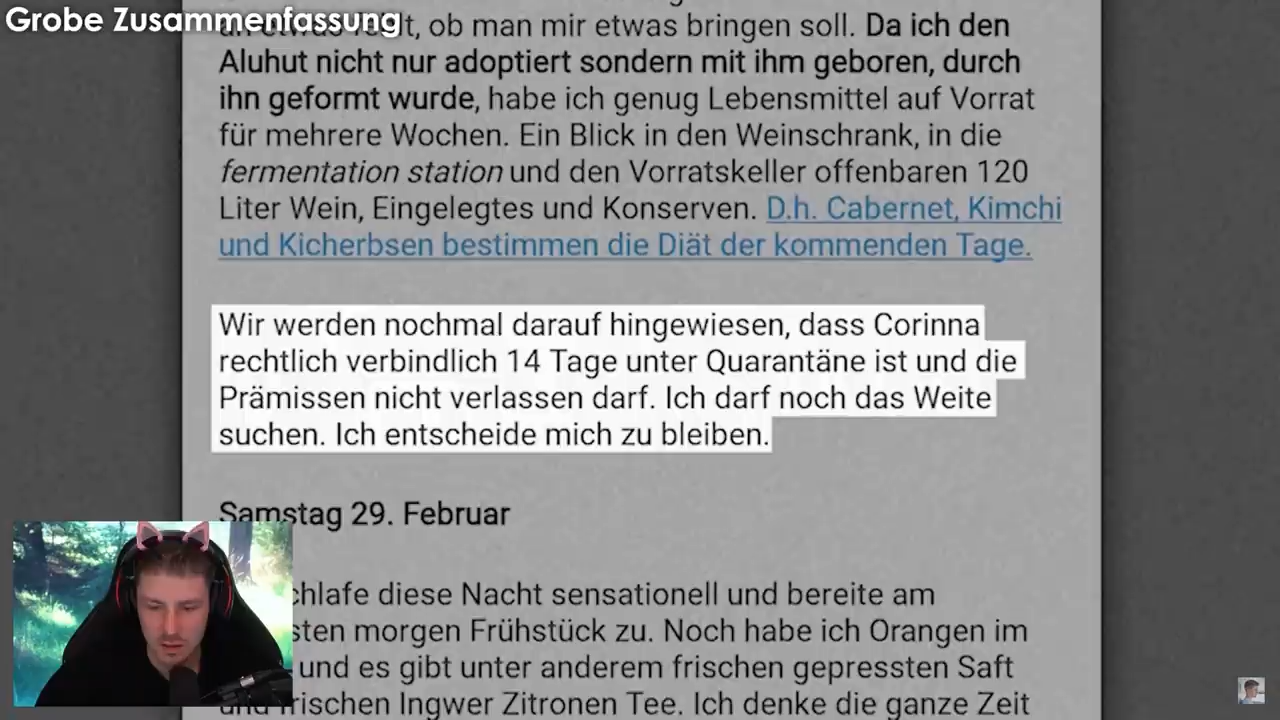 Grobe Zusammenfassung
ob man mir etwas bringen soll. Da ich den
Aluhut nicht nur adoptiert sondern mit ihm geboren, durch
ihn geformt wurde, habe ich genug Lebensmittel auf Vorrat
für mehrere Wochen. Ein Blick in den Weinschrank, in die
fermentation station und den Vorratskeller offenbaren 120
Liter Wein, Eingelegtes und Konserven. D.h. Cabernet, Kimchi
und Kicherbsen bestimmen die Diät der kommenden Tage.
Wir werden nochmal darauf hingewiesen, dass Corinna
rechtlich verbindlich 14 Tage unter Quarantäne ist und die
Prämissen nicht verlassen darf. Ich darf noch das Weite
suchen. Ich entscheide mich zu bleiben.
Samstag 29. Februar
chlafe diese Nacht sensationell und bereite am
sten morgen Frühstück zu. Noch habe ich Orangen im
und es gibt unter anderem frischen gepressten Saft
und frischen Ingwer Zitronen Tee. Ich denke die ganze Zeit